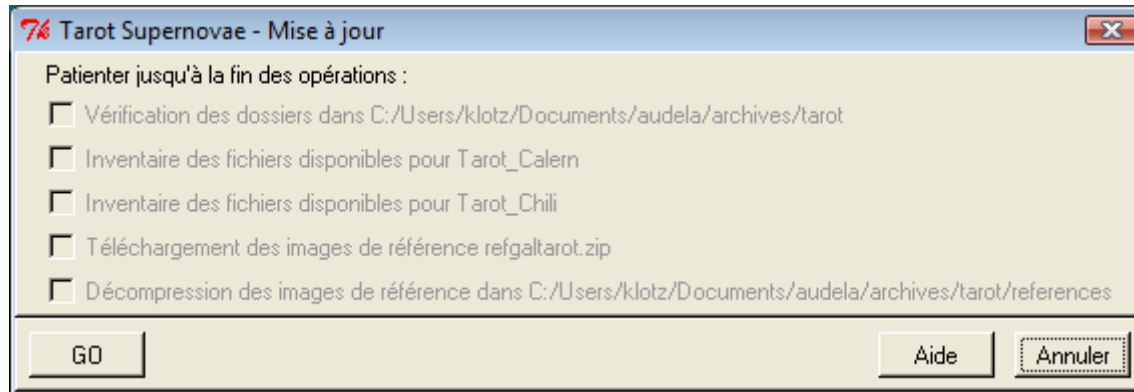 Tarot Supernovae - Mise à jour
Patienter jusqu'à la fin des opérations :
Vérification des dossiers dans C:/Users/klotz/Documents/audela/archives/tarot
Inventaire des fichiers disponibles pour Tarot_Calern
Inventaire des fichiers disponibles pour Tarot_Chili
Téléchargement des images de référence refgaltarot.zip
Décompression des images de référence dans C:/Users/klotz/Documents/audela/archives/tarot/references
GO Aide Annuler